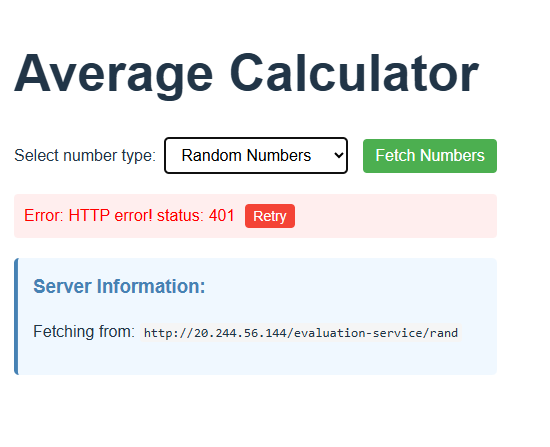 Average Calculator
Select number type: Random Numbers Fetch Numbers
Error: HTTP error! status: 401 Retry
Server Information:
Fetching from: http://20.244.56.144/evaluation-service/rand